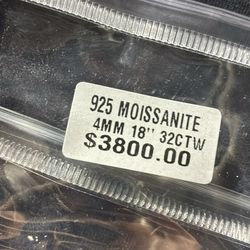 925 MOISSANITE
4MM 18" 32CTW
$3800.00